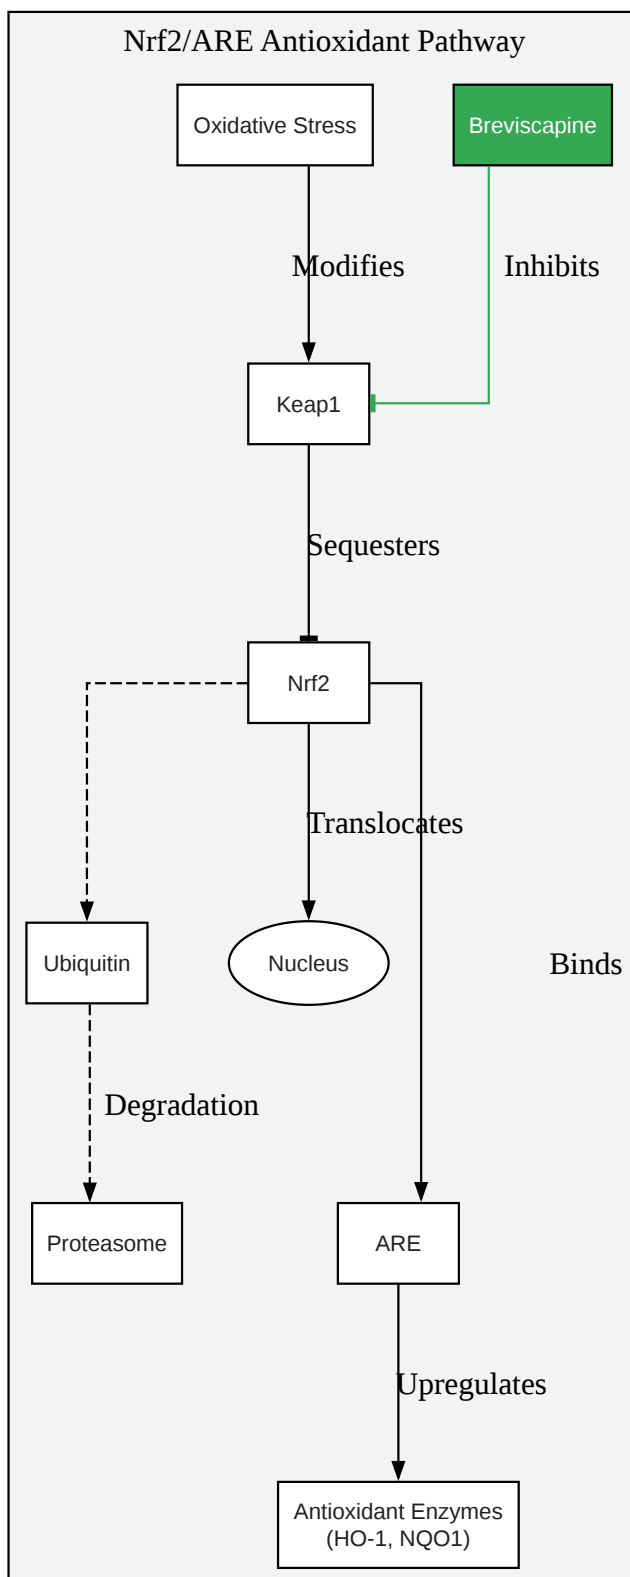 Nrf2/ARE Antioxidant Pathway
Oxidative Stress
Breviscapine
Modifies
Inhibits
Keap1
Sequesters
Nrf2
Translocates
Ubiquitin
Nucleus
Binds
Degradation
Proteasome
ARE
Upregulates
Antioxidant Enzymes
(HO-1, NQO1)